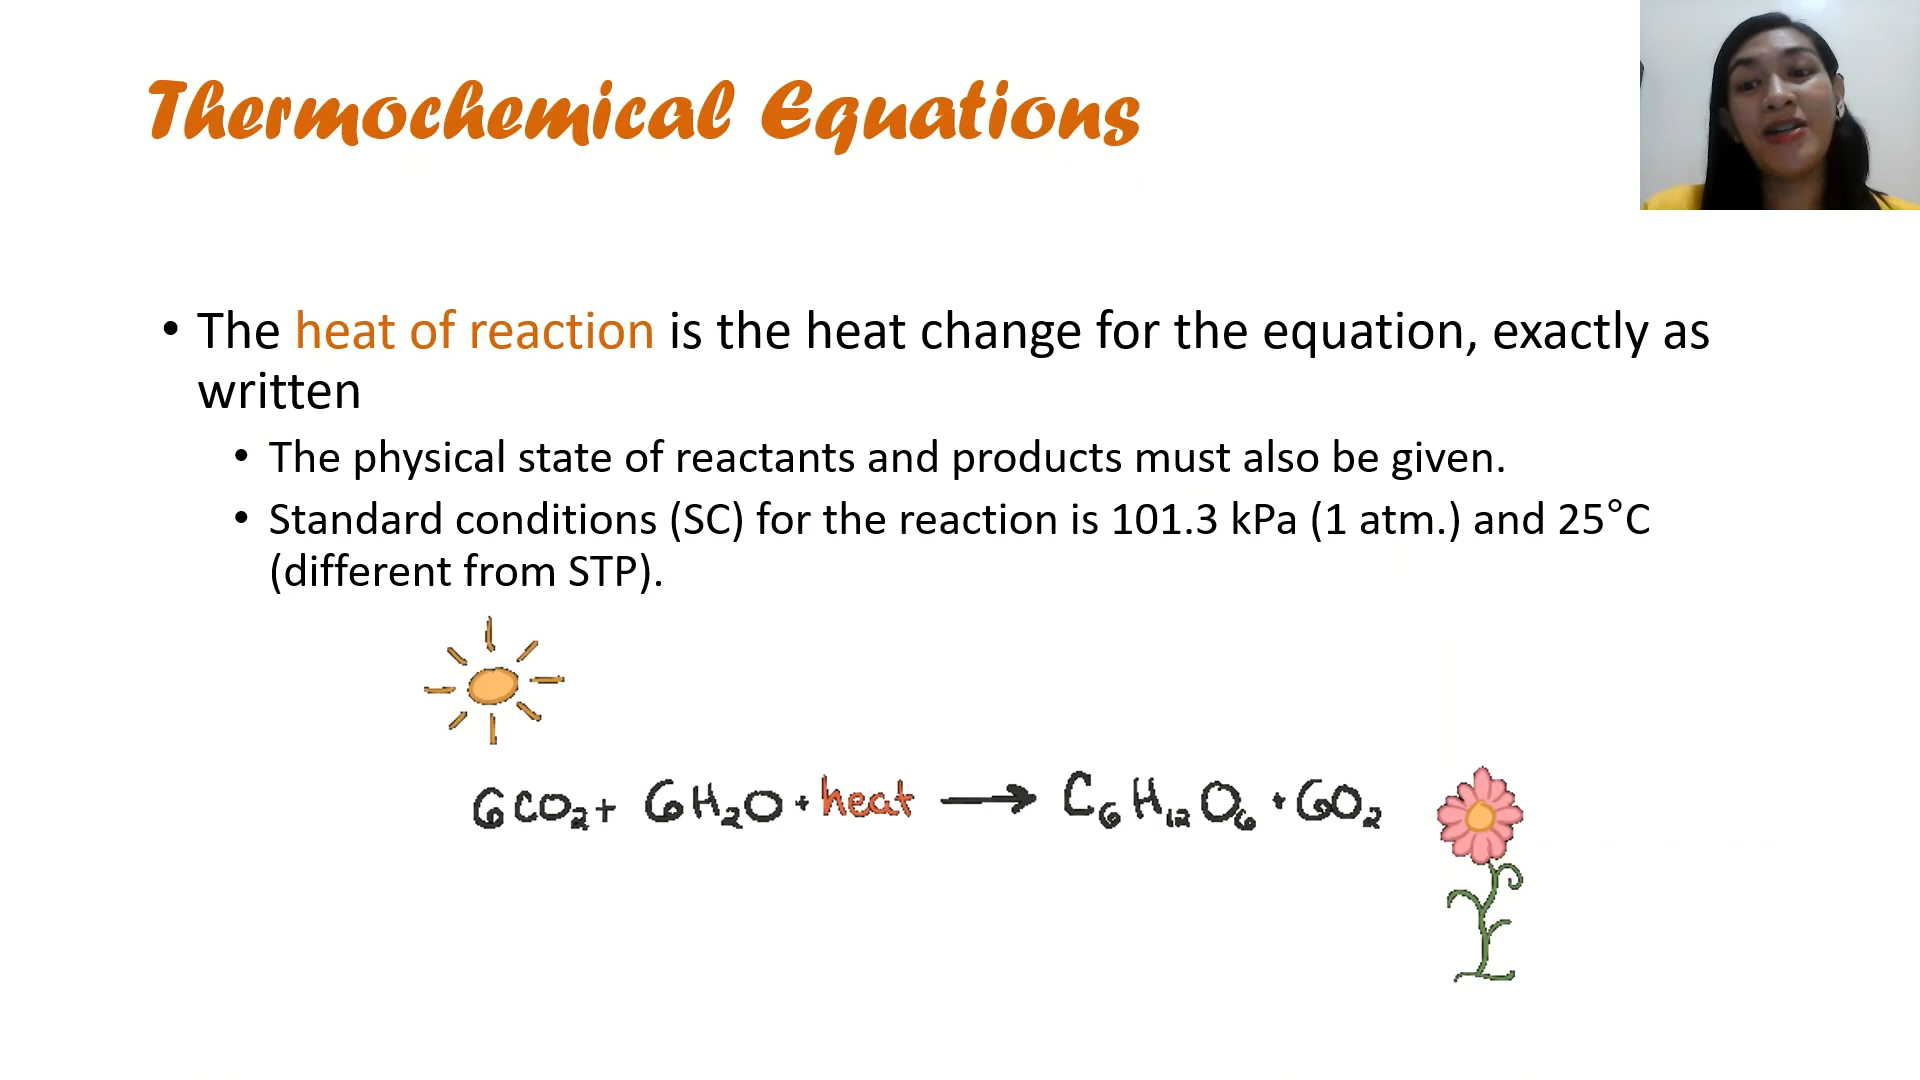 Thermochemical Equations
• The heat of reaction is the heat change for the equation, exactly as
written
• The physical state of reactants and products must also be given.
• Standard conditions (SC) for the reaction is 101.3 kPa (1 atm.) and 25°C
(different from STP).
6CO₂ + 6H₂O + heat → C₆H₁₂O₆ + 6O₂